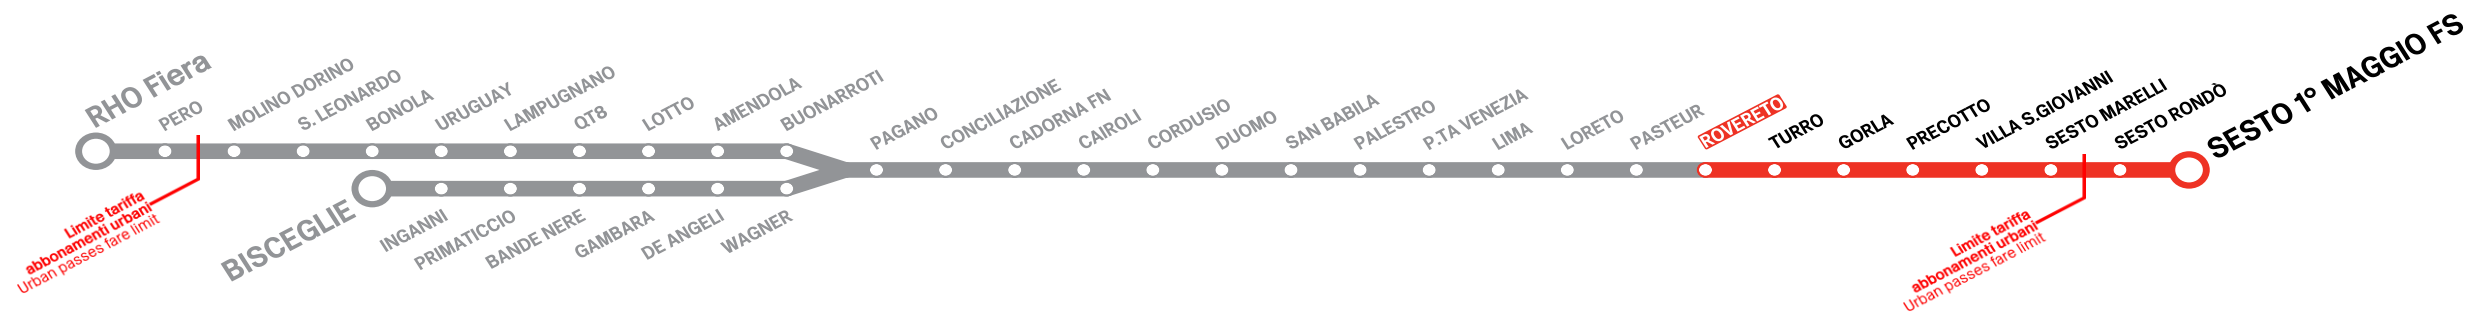 RHO Fiera
PERO
MOLINO DORINO
S. LEONARDO
BONOLA
URUGUAY
LAMPUGNANO
QT8
LOTTO
AMENDOLA
BUONARROTI
PAGANO
CONCILIAZIONE
CADORNA FN
CAIROLI
CORDUSIO
DUOMO
SAN BABILA
PALESTRO
P.TA VENEZIA
LIMA
LORETO
PASTEUR
ROVERETO
TURRO
GORLA
PRECOTTO
VILLA S.GIOVANNI
SESTO MARELLI
SESTO RONDÒ
SESTO 1° MAGGIO FS
Limite tariffa
abbonamenti urbani
Urban passes fare limit
BISCEGLIE
INGANNI
PRIMATICCIO
BANDE NERE
GAMBARA
DE ANGELI
WAGNER
Limite tariffa
abbonamenti urbani
Urban passes fare limit